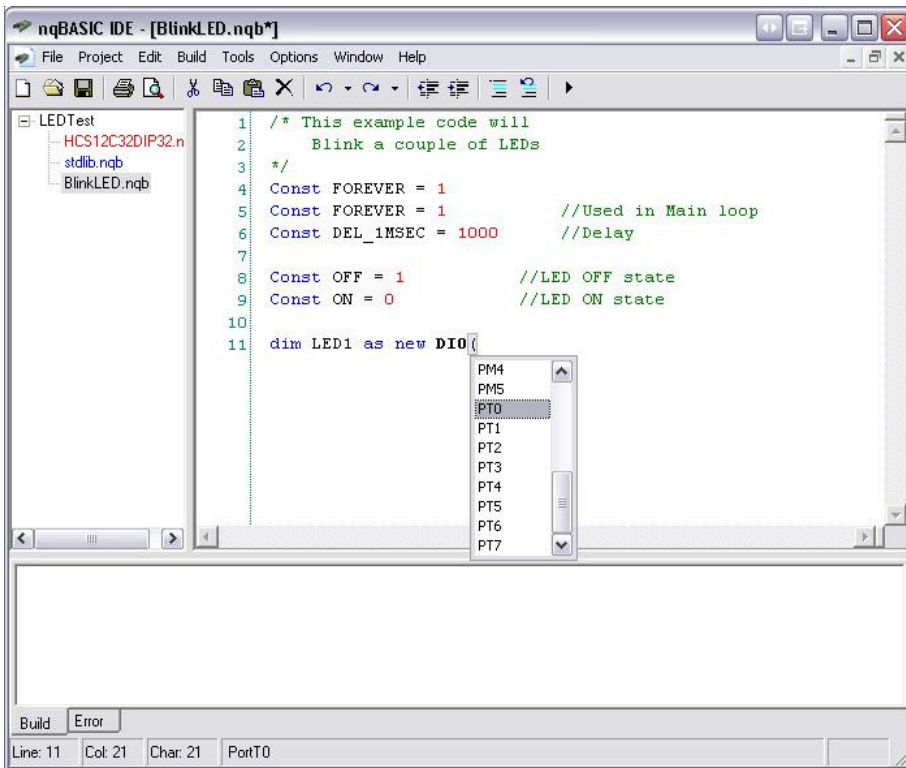 nqBASIC IDE - [BlinkLED.nqb*]
File Project Edit Build Tools Options Window Help
LEDTest
HCS12C32DIP32.n
stdlib.nqb
BlinkLED.nqb
1 /* This example code will
2 Blink a couple of LEDs
3 */
4 Const FOREVER = 1
5 Const FOREVER = 1 //Used in Main loop
6 Const DEL_1MSEC = 1000 //Delay
7
8 Const OFF = 1 //LED OFF state
9 Const ON = 0 //LED ON state
10
11 dim LED1 as new DIO(
PM4
PM5
PT0
PT1
PT2
PT3
PT4
PT5
PT6
PT7
Build Error
Line: 11 Col: 21 Char: 21 PortT0